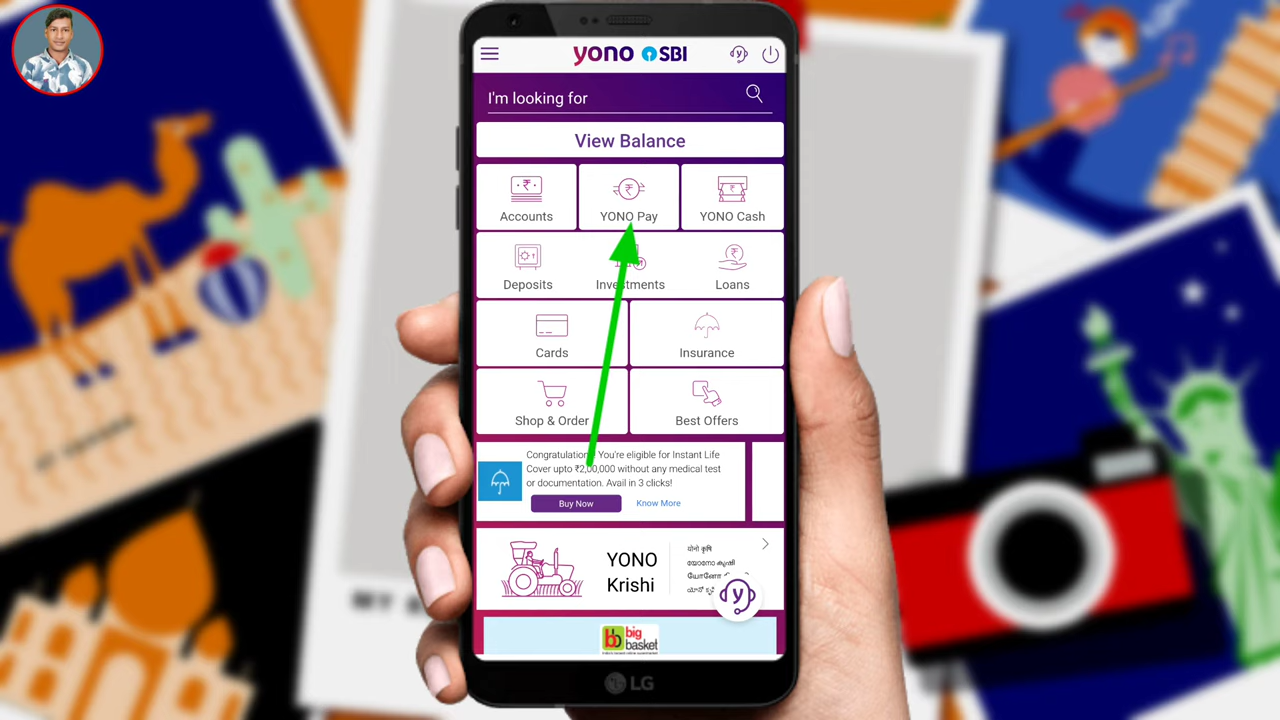 yono SBI
I'm looking for
View Balance
Accounts
YONO Pay
YONO Cash
Deposits
Investments
Loans
Cards
Insurance
Shop & Order
Best Offers
Congratulations! You're eligible for Instant Life
Cover upto ₹2,00,000 without any medical test
or documentation. Avail in 3 clicks!
Buy Now
Know More
YONO
Krishi
योनो कृषि
യോനോ കൃഷി
big
basket
LG